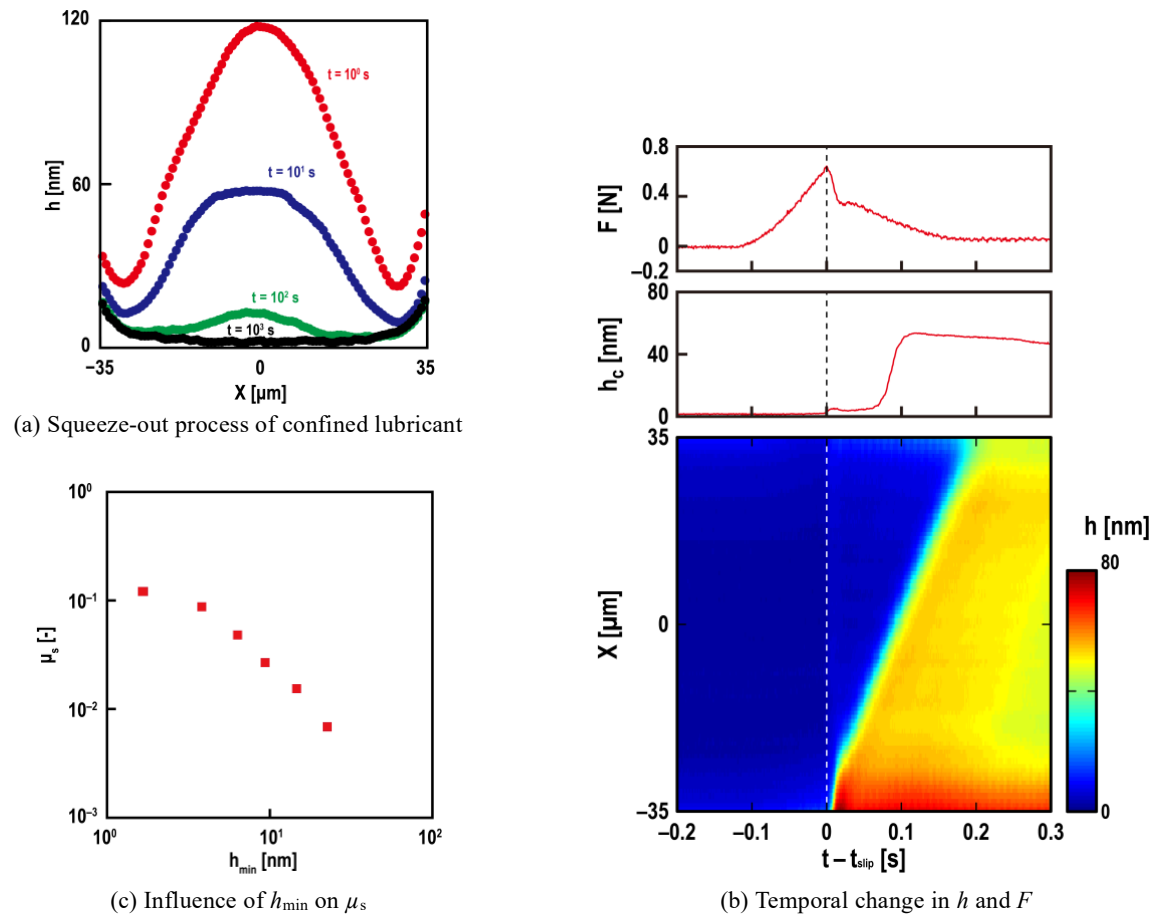 120
60
0
h [nm]
t = 10⁰ s
t = 10¹ s
t = 10² s
t = 10³ s
−35
0
35
X [µm]
(a) Squeeze-out process of confined lubricant
10⁰
10⁻¹
10⁻²
10⁻³
µₛ [-]
10⁰
10¹
10²
h_min [nm]
(c) Influence of h_min on µₛ
0.8
0.4
0
−0.2
F [N]
80
40
0
h_C [nm]
35
0
−35
X [µm]
−0.2
−0.1
0
0.1
0.2
0.3
t − t_slip [s]
h [nm]
80
0
(b) Temporal change in h and F